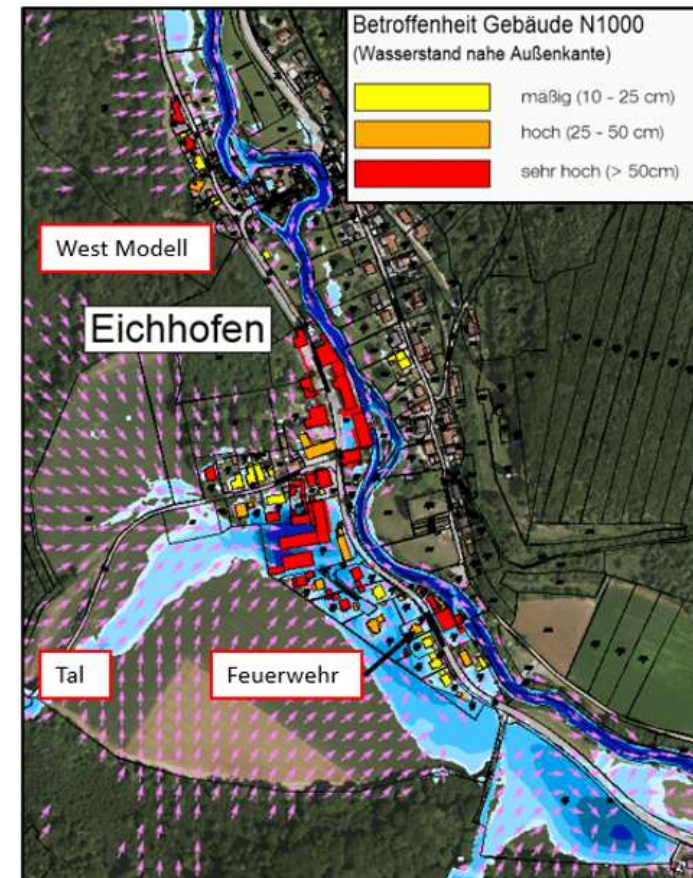 Betroffenheit Gebäude N1000
(Wasserstand nahe Außenkante)
mäßig (10 - 25 cm)
hoch (25 - 50 cm)
sehr hoch (> 50cm)
West Modell
Eichhofen
Tal
Feuerwehr